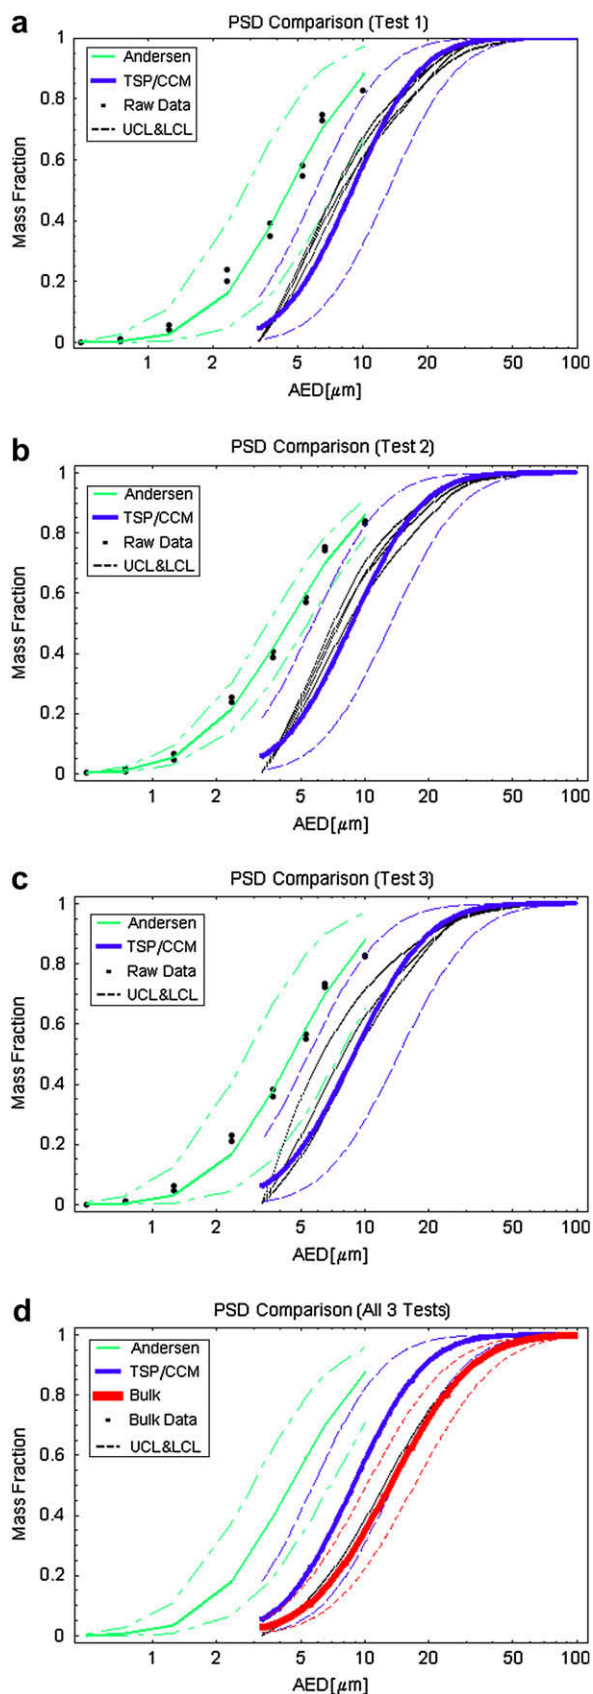 a
PSD Comparison (Test 1)
1
0.8
0.6
0.4
0.2
0
Mass Fraction
Andersen
TSP/CCM
Raw Data
UCL&LCL
1 2 5 10 20 50 100
AED[μm]
b
PSD Comparison (Test 2)
1
0.8
0.6
0.4
0.2
0
Mass Fraction
Andersen
TSP/CCM
Raw Data
UCL&LCL
1 2 5 10 20 50 100
AED[μm]
c
PSD Comparison (Test 3)
1
0.8
0.6
0.4
0.2
0
Mass Fraction
Andersen
TSP/CCM
Raw Data
UCL&LCL
1 2 5 10 20 50 100
AED[μm]
d
PSD Comparison (All 3 Tests)
1
0.8
0.6
0.4
0.2
0
Mass Fraction
Andersen
TSP/CCM
Bulk
Bulk Data
UCL&LCL
1 2 5 10 20 50 100
AED[μm]